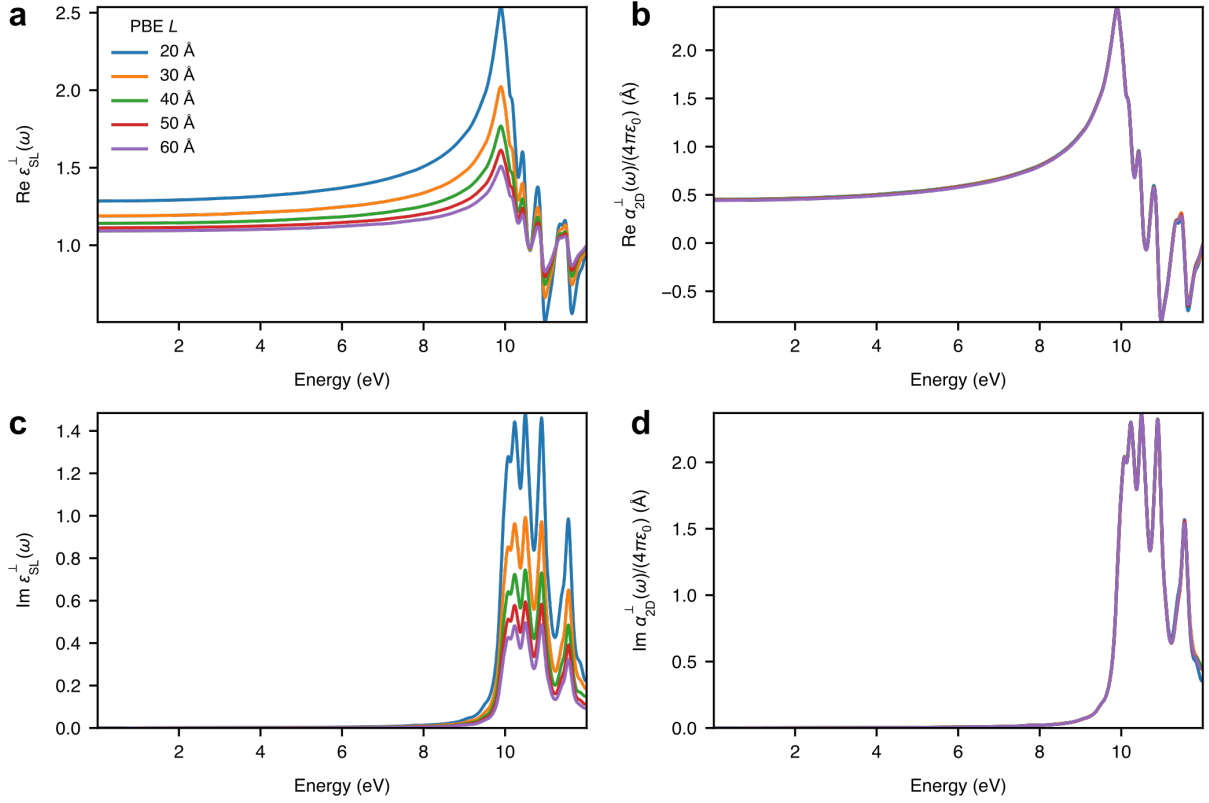 a
PBE L
20 Å
30 Å
40 Å
50 Å
60 Å
Re ε⊥SL(ω)
2.5
2.0
1.5
1.0
2 4 6 8 10
Energy (eV)
b
Re α⊥2D(ω)/(4πε0) (Å)
2.0
1.5
1.0
0.5
0.0
−0.5
2 4 6 8 10
Energy (eV)
c
Im ε⊥SL(ω)
1.4
1.2
1.0
0.8
0.6
0.4
0.2
0.0
2 4 6 8 10
Energy (eV)
d
Im α⊥2D(ω)/(4πε0) (Å)
2.0
1.5
1.0
0.5
0.0
2 4 6 8 10
Energy (eV)